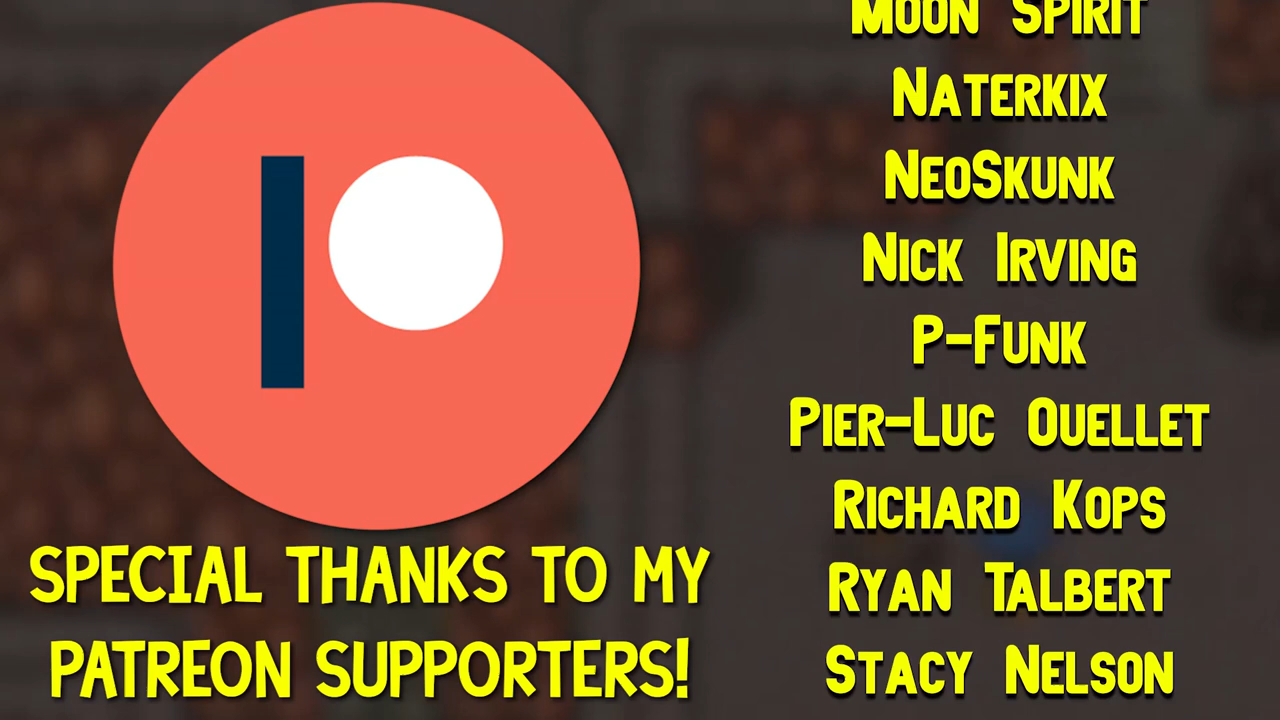 Moon Spirit
Naterkix
NeoSkunk
Nick Irving
P-Funk
Pier-Luc Ouellet
Richard Kops
Ryan Talbert
Stacy Nelson
SPECIAL THANKS TO MY
PATREON SUPPORTERS!